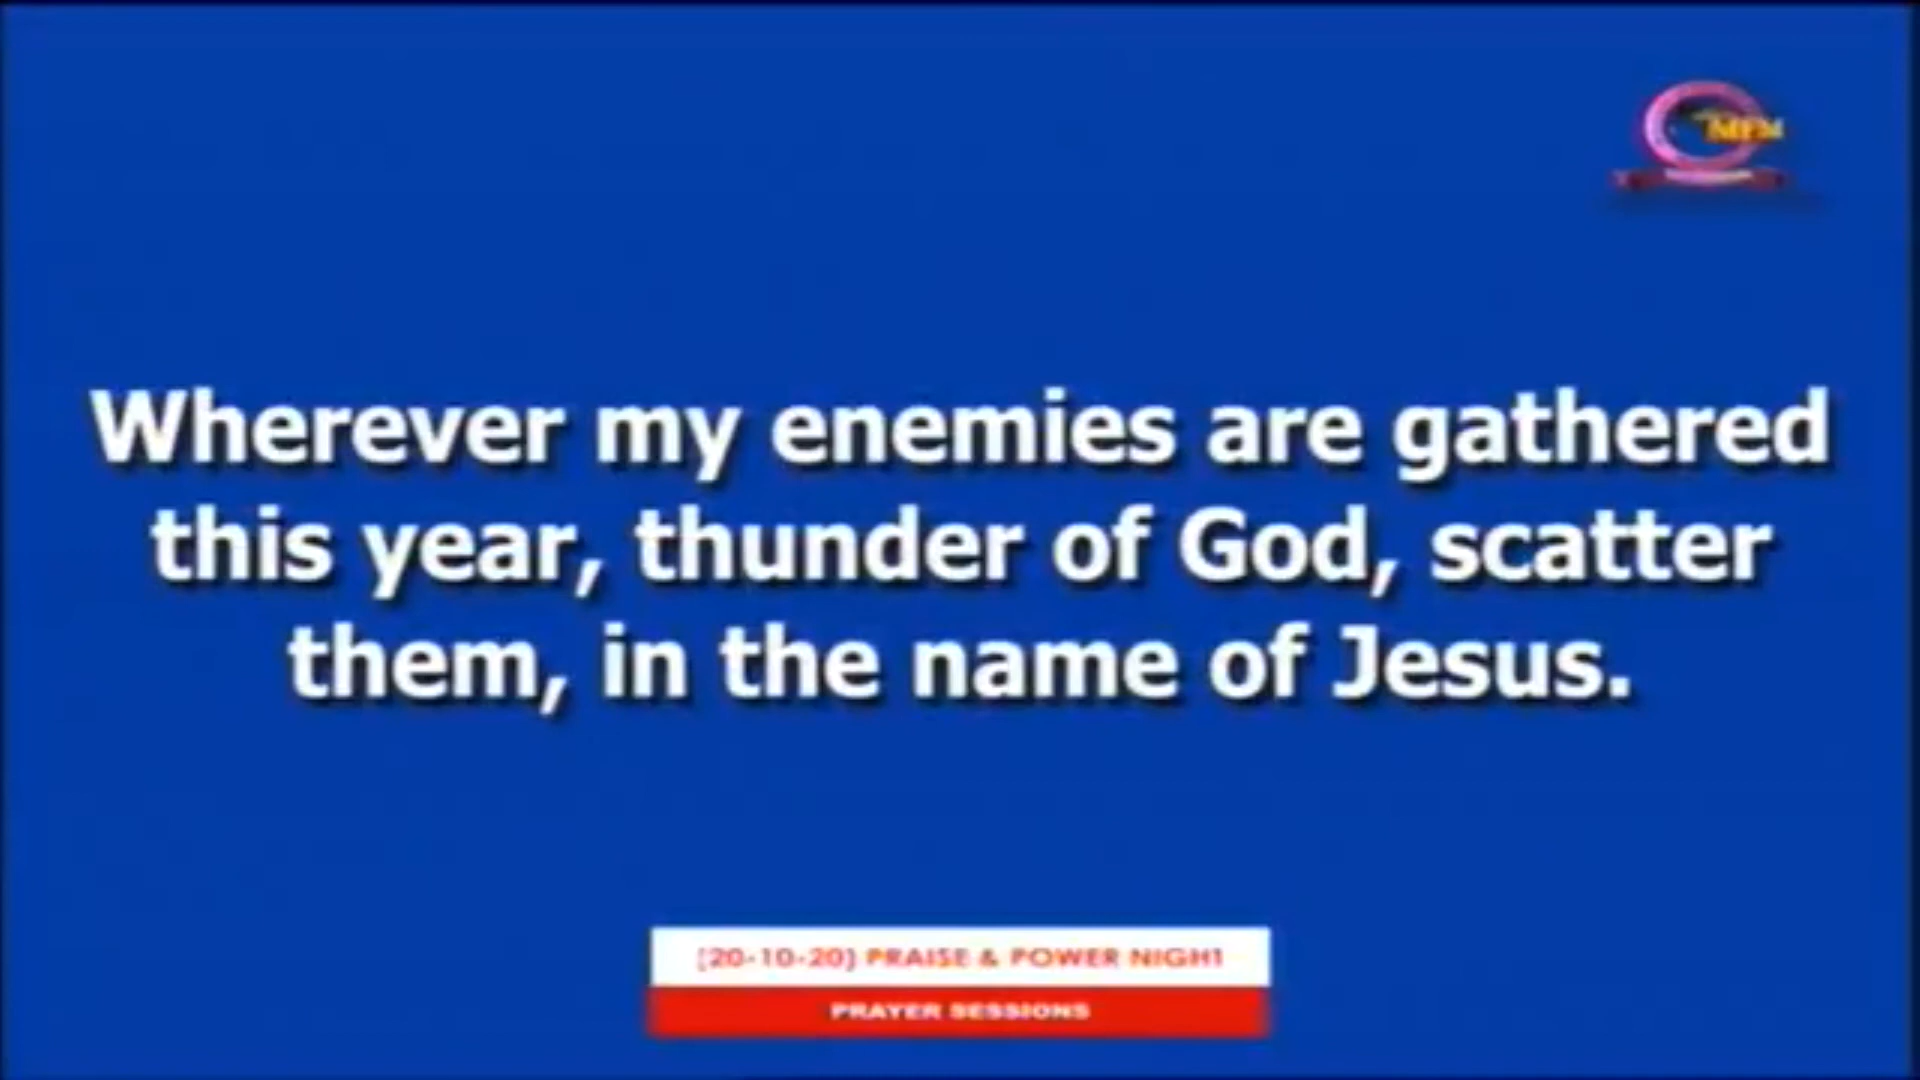 MFM
Wherever my enemies are gathered
this year, thunder of God, scatter
them, in the name of Jesus.
[20-10-20] PRAISE & POWER NIGHT
PRAYER SESSIONS